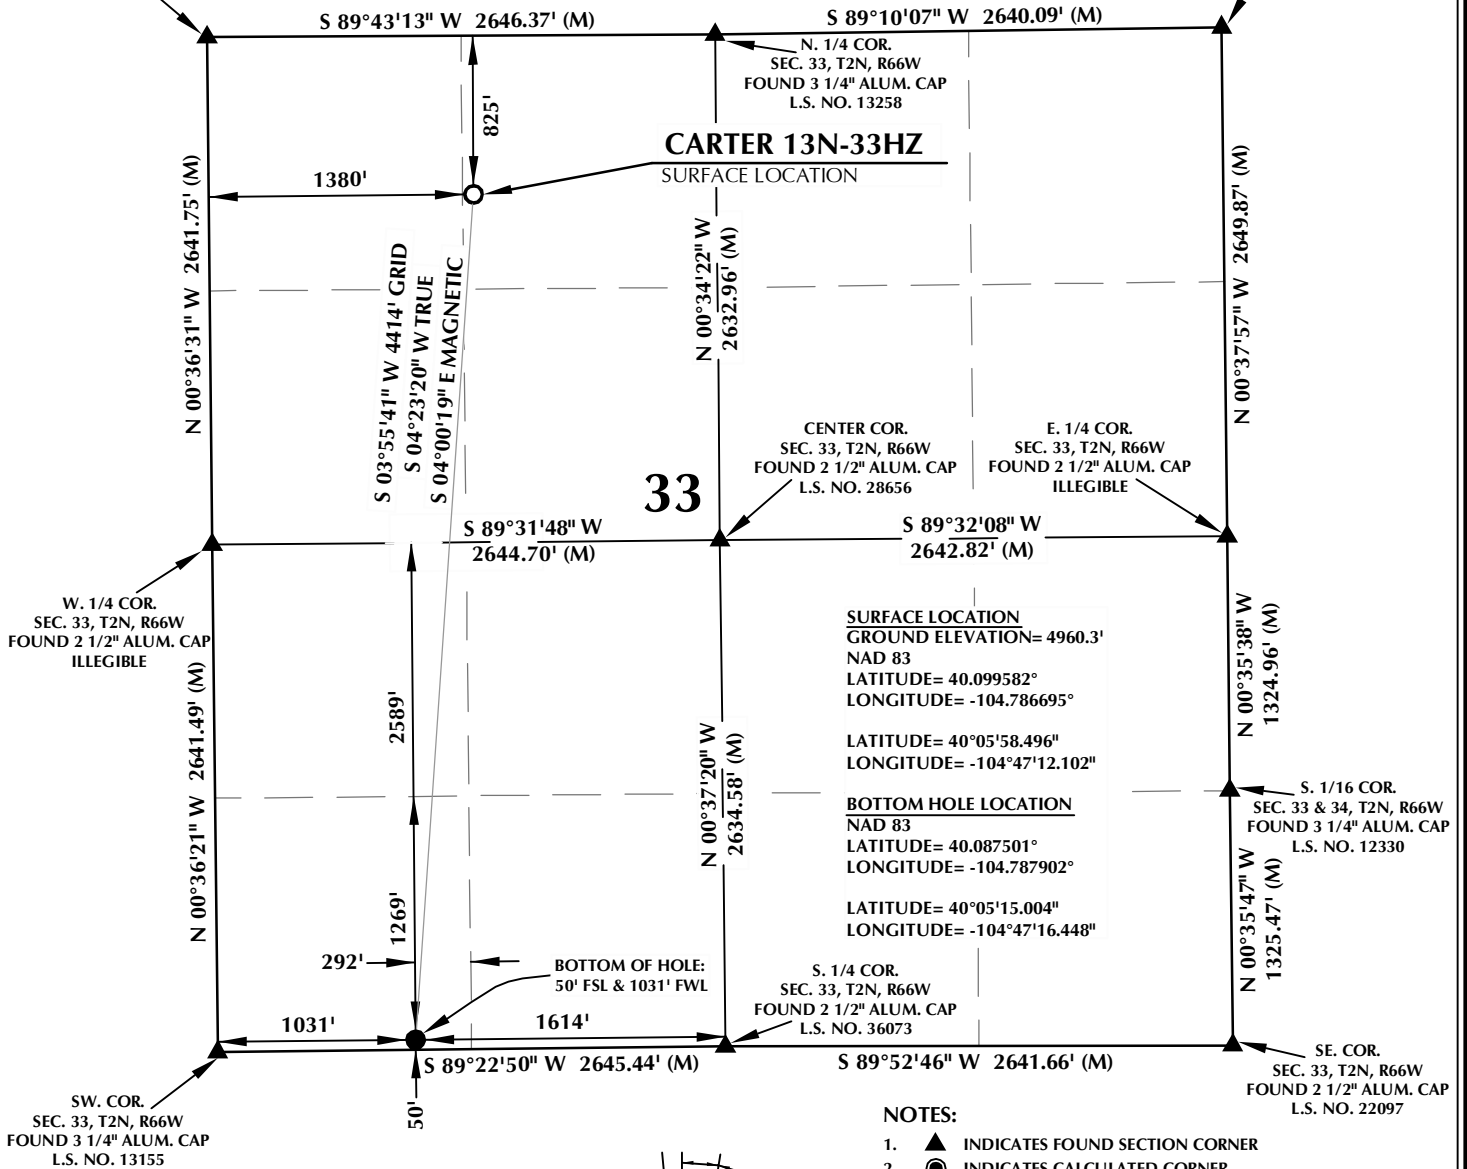 S 89°43'13" W 2646.37' (M)
S 89°10'07" W 2640.09' (M)
N. 1/4 COR.
SEC. 33, T2N, R66W
FOUND 3 1/4" ALUM. CAP
L.S. NO. 13258
825'
CARTER 13N-33HZ
SURFACE LOCATION
1380'
N 00°36'31" W 2641.75' (M)
S 03°55'41" W 4414' GRID
S 04°23'20" W TRUE
S 04°00'19" E MAGNETIC
N 00°34'22" W
2632.96' (M)
N 00°37'57" W 2649.87' (M)
CENTER COR.
SEC. 33, T2N, R66W
FOUND 2 1/2" ALUM. CAP
L.S. NO. 28656
E. 1/4 COR.
SEC. 33, T2N, R66W
FOUND 2 1/2" ALUM. CAP
ILLEGIBLE
33
S 89°31'48" W
2644.70' (M)
S 89°32'08" W
2642.82' (M)
W. 1/4 COR.
SEC. 33, T2N, R66W
FOUND 2 1/2" ALUM. CAP
ILLEGIBLE
SURFACE LOCATION
GROUND ELEVATION= 4960.3'
NAD 83
LATITUDE= 40.099582°
LONGITUDE= -104.786695°
LATITUDE= 40°05'58.496"
LONGITUDE= -104°47'12.102"
BOTTOM HOLE LOCATION
NAD 83
LATITUDE= 40.087501°
LONGITUDE= -104.787902°
LATITUDE= 40°05'15.004"
LONGITUDE= -104°47'16.448"
N 00°35'38" W
1324.96' (M)
N 00°36'21" W 2641.49' (M)
2589'
N 00°37'20" W
2634.58' (M)
S. 1/16 COR.
SEC. 33 & 34, T2N, R66W
FOUND 3 1/4" ALUM. CAP
L.S. NO. 12330
1269'
N 00°35'47" W
1325.47' (M)
292'
BOTTOM OF HOLE:
50' FSL & 1031' FWL
S. 1/4 COR.
SEC. 33, T2N, R66W
FOUND 2 1/2" ALUM. CAP
L.S. NO. 36073
1031'
1614'
S 89°22'50" W 2645.44' (M)
S 89°52'46" W 2641.66' (M)
SE. COR.
SEC. 33, T2N, R66W
FOUND 2 1/2" ALUM. CAP
L.S. NO. 22097
50'
SW. COR.
SEC. 33, T2N, R66W
FOUND 3 1/4" ALUM. CAP
L.S. NO. 13155
NOTES:
1. INDICATES FOUND SECTION CORNER
2. INDICATES CALCULATED CORNER